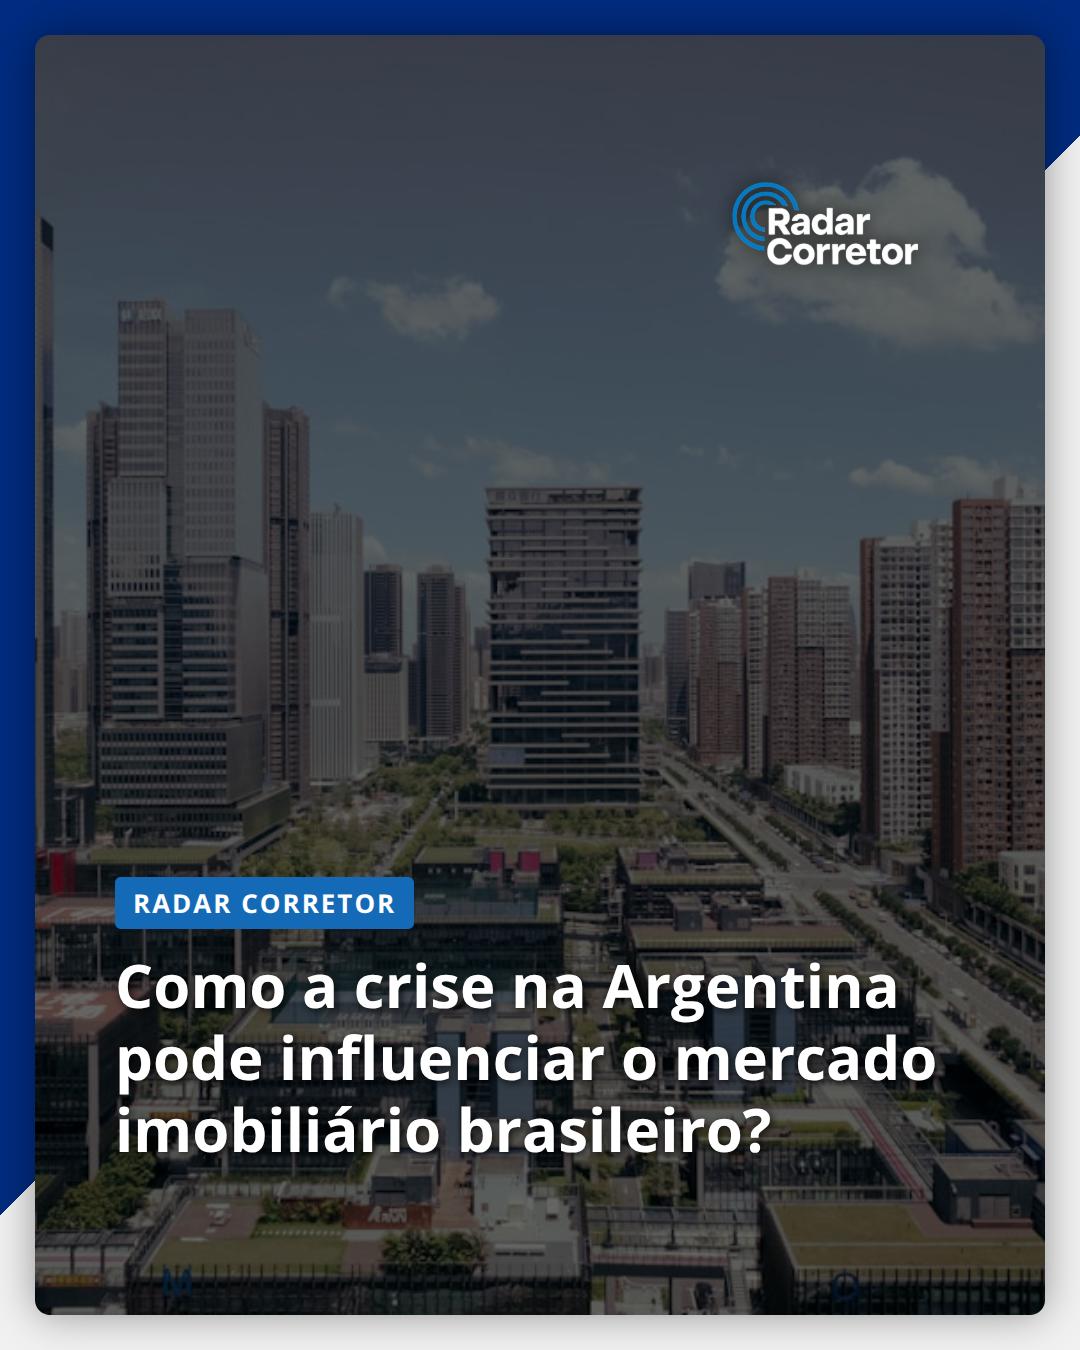 Radar
Corretor
RADAR CORRETOR
Como a crise na Argentina
pode influenciar o mercado
imobiliário brasileiro?